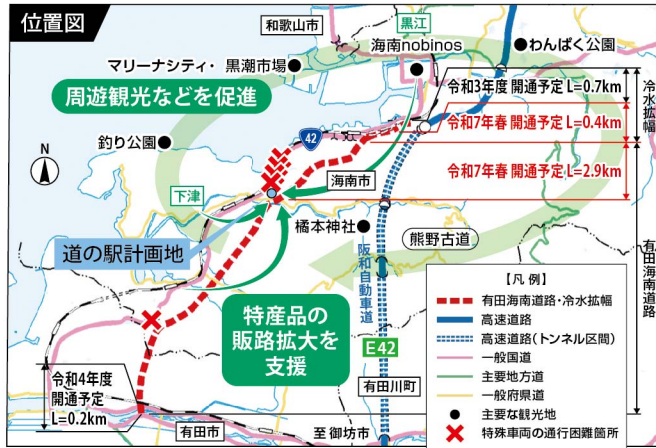 位置図
和歌山市
黒江
海南nobinos
わんぱく公園
マリーナシティ・黒潮市場
周遊観光などを促進
令和3年度 開通予定 L=0.7km
冷水拡幅
令和7年春 開通予定 L=0.4km
42
釣り公園
N
令和7年春 開通予定 L=2.9km
海南市
下津
橘本神社
熊野古道
道の駅計画地
阪和自動車道
有田海南道路
特産品の
販路拡大を
支援
E42
有田川町
令和4年度
開通予定
L=0.2km
有田市
至 御坊市
【凡 例】
有田海南道路・冷水拡幅
高速道路
高速道路(トンネル区間)
一般国道
主要地方道
一般府県道
主要な観光地
特殊車両の通行困難箇所